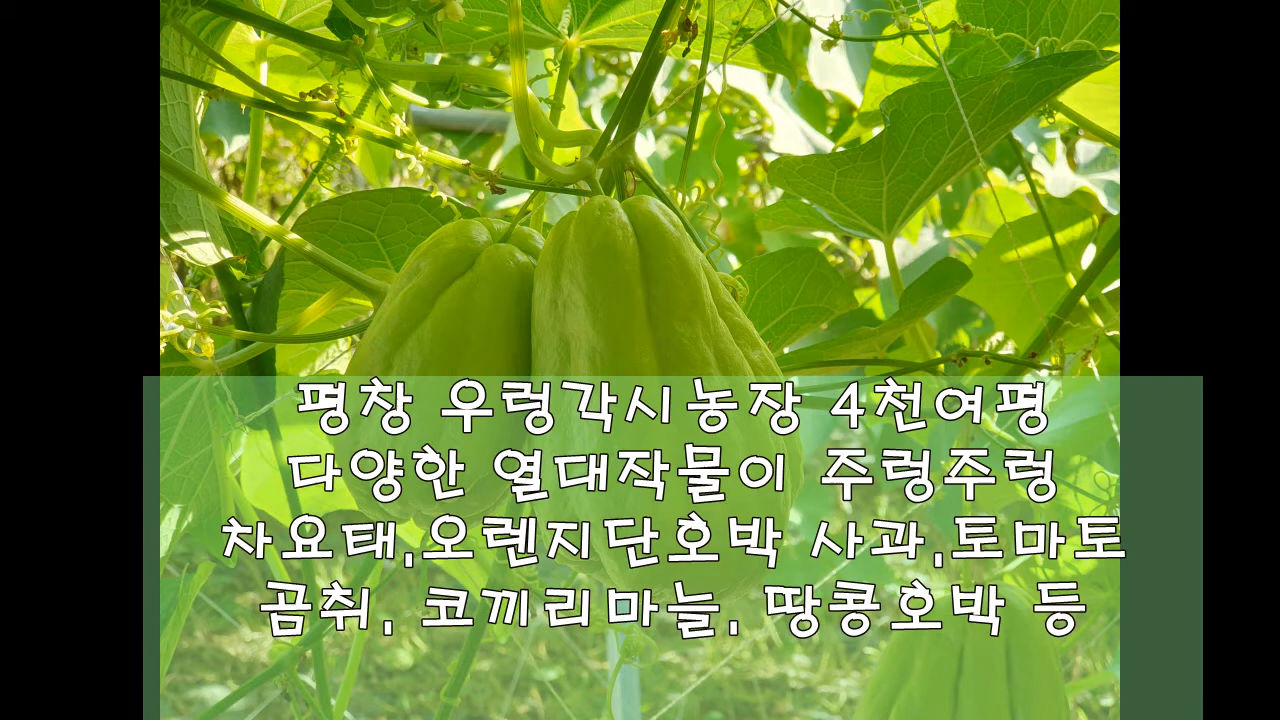 평창 우렁각시농장 4천여평
다양한 열대작물이 주렁주렁
차요태,오렌지단호박 사과,토마토
곰취, 코끼리마늘, 땅콩호박 등